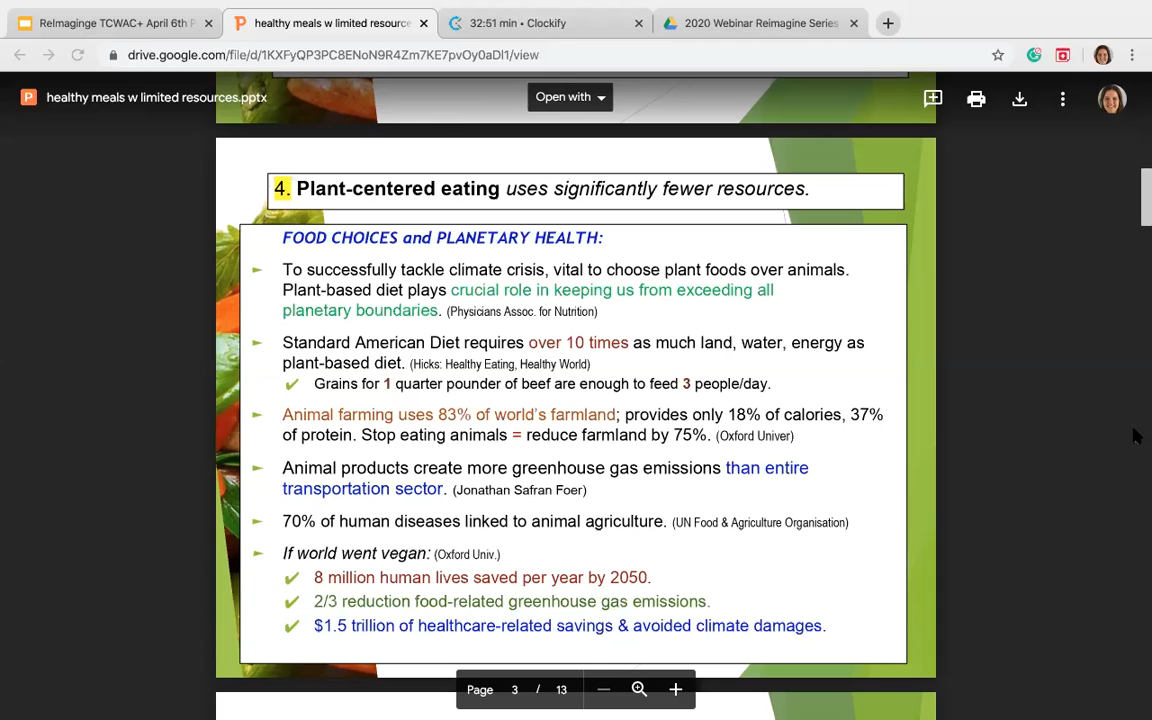 ReImaginge TCWAC+ April 6th P
healthy meals w limited resource
32:51 min • Clockify
2020 Webinar Reimagine Series
drive.google.com/file/d/1KXFyQP3PC8ENoN9R4Zm7KE7pvOy0aDl1/view
healthy meals w limited resources.pptx
Open with
4. Plant-centered eating uses significantly fewer resources.
FOOD CHOICES and PLANETARY HEALTH:
To successfully tackle climate crisis, vital to choose plant foods over animals.
Plant-based diet plays crucial role in keeping us from exceeding all
planetary boundaries. (Physicians Assoc. for Nutrition)
Standard American Diet requires over 10 times as much land, water, energy as
plant-based diet. (Hicks: Healthy Eating, Healthy World)
Grains for 1 quarter pounder of beef are enough to feed 3 people/day.
Animal farming uses 83% of world's farmland; provides only 18% of calories, 37%
of protein. Stop eating animals = reduce farmland by 75%. (Oxford Univer)
Animal products create more greenhouse gas emissions than entire
transportation sector. (Jonathan Safran Foer)
70% of human diseases linked to animal agriculture. (UN Food & Agriculture Organisation)
If world went vegan: (Oxford Univ.)
8 million human lives saved per year by 2050.
2/3 reduction food-related greenhouse gas emissions.
$1.5 trillion of healthcare-related savings & avoided climate damages.
Page 3 / 13